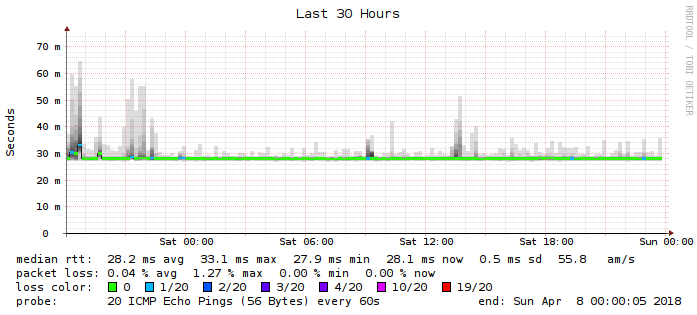 Last 30 Hours
RRDTOOL / TOBI OETIKER
Seconds
70 m
60 m
50 m
40 m
30 m
20 m
10 m
0
Sat 00:00 Sat 06:00 Sat 12:00 Sat 18:00 Sun 00:00
median rtt: 28.2 ms avg 33.1 ms max 27.9 ms min 28.1 ms now 0.5 ms sd 55.8 am/s
packet loss: 0.04 % avg 1.27 % max 0.00 % min 0.00 % now
loss color: 0 1/20 2/20 3/20 4/20 10/20 19/20
probe: 20 ICMP Echo Pings (56 Bytes) every 60s end: Sun Apr 8 00:00:05 2018